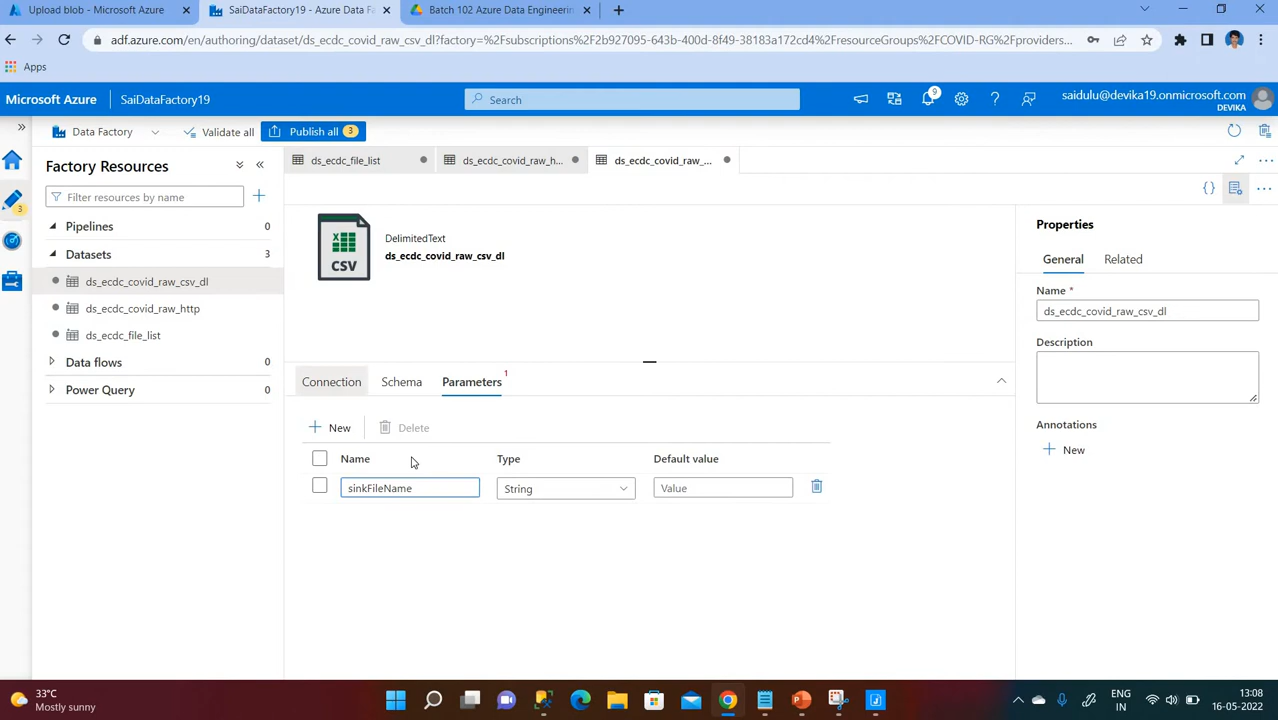 Upload blob - Microsoft Azure
SaiDataFactory19 - Azure Data Fa
Batch 102 Azure Data Engineerin
adf.azure.com/en/authoring/dataset/ds_ecdc_covid_raw_csv_dl?factory=%2Fsubscriptions%2F2b927095-643b-400d-8f49-38183a172cd4%2FresourceGroups%2FCOVID-RG%2Fproviders...
Apps
Microsoft Azure
SaiDataFactory19
Search
9
saidulu@devika19.onmicrosoft.com
DEVIKA
Data Factory
Validate all
Publish all 3
Factory Resources
ds_ecdc_file_list
ds_ecdc_covid_raw_h...
ds_ecdc_covid_raw_...
Filter resources by name
3
Pipelines 0
Datasets 3
ds_ecdc_covid_raw_csv_dl
ds_ecdc_covid_raw_http
ds_ecdc_file_list
Data flows 0
Power Query 0
CSV
DelimitedText
ds_ecdc_covid_raw_csv_dl
Connection
Schema
Parameters 1
New
Delete
Name
Type
Default value
sinkFileName
String
Value
Properties
General
Related
Name *
ds_ecdc_covid_raw_csv_dl
Description
Annotations
New
33°C
Mostly sunny
ENG
IN
13:08
16-05-2022